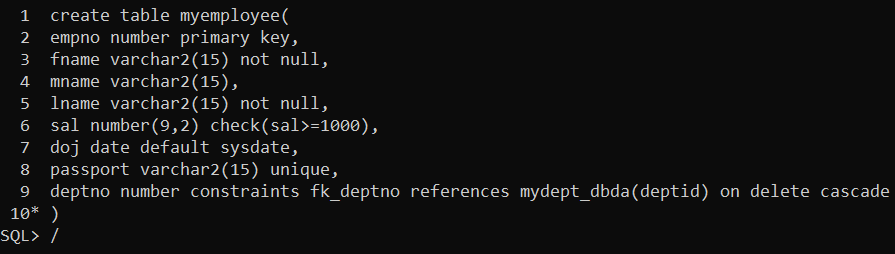 1 create table myemployee(
2 empno number primary key,
3 fname varchar2(15) not null,
4 mname varchar2(15),
5 lname varchar2(15) not null,
6 sal number(9,2) check(sal>=1000),
7 doj date default sysdate,
8 passport varchar2(15) unique,
9 deptno number constraints fk_deptno references mydept_dbda(deptid) on delete cascade
10* )
SQL> /